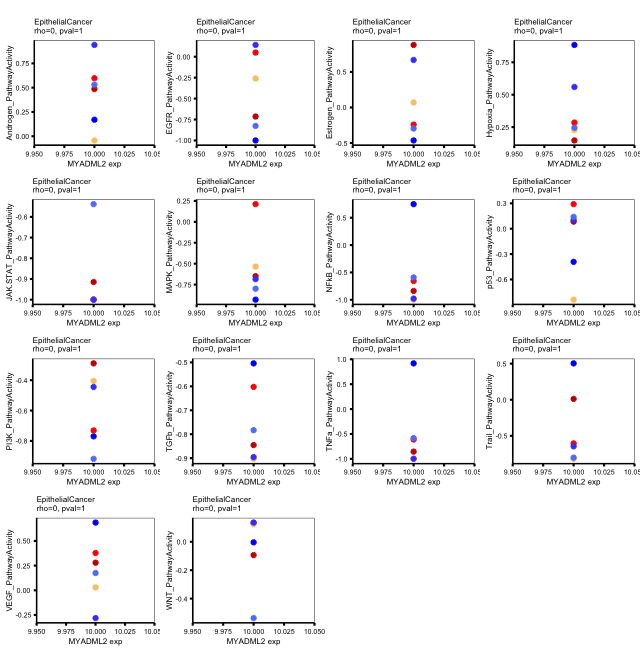 EpithelialCancer
rho=0, pval=1
Androgen_PathwayActivity
0.75
0.50
0.25
0.00
9.950 9.975 10.000 10.025 10.05
MYADML2 exp
EpithelialCancer
rho=0, pval=1
EGFR_PathwayActivity
0.00
-0.25
-0.50
-0.75
-1.00
9.950 9.975 10.000 10.025 10.05
MYADML2 exp
EpithelialCancer
rho=0, pval=1
Estrogen_PathwayActivity
0.5
0.0
-0.5
9.950 9.975 10.000 10.025 10.05
MYADML2 exp
EpithelialCancer
rho=0, pval=1
Hypoxia_PathwayActivity
0.75
0.50
0.25
9.950 9.975 10.000 10.025 10.05
MYADML2 exp
EpithelialCancer
rho=0, pval=1
JAK.STAT_PathwayActivity
-0.6
-0.7
-0.8
-0.9
-1.0
9.950 9.975 10.000 10.025 10.05
MYADML2 exp
EpithelialCancer
rho=0, pval=1
MAPK_PathwayActivity
0.25
0.00
-0.25
-0.50
-0.75
9.950 9.975 10.000 10.025 10.05
MYADML2 exp
EpithelialCancer
rho=0, pval=1
NFkB_PathwayActivity
0.5
0.0
-0.5
-1.0
9.950 9.975 10.000 10.025 10.05
MYADML2 exp
EpithelialCancer
rho=0, pval=1
p53_PathwayActivity
0.3
0.0
-0.3
-0.6
9.950 9.975 10.000 10.025 10.05
MYADML2 exp
EpithelialCancer
rho=0, pval=1
PI3K_PathwayActivity
-0.4
-0.6
-0.8
9.950 9.975 10.000 10.025 10.05
MYADML2 exp
EpithelialCancer
rho=0, pval=1
TGFb_PathwayActivity
-0.5
-0.6
-0.7
-0.8
-0.9
9.950 9.975 10.000 10.025 10.05
MYADML2 exp
EpithelialCancer
rho=0, pval=1
TNFa_PathwayActivity
1.0
0.5
0.0
-0.5
-1.0
9.950 9.975 10.000 10.025 10.05
MYADML2 exp
EpithelialCancer
rho=0, pval=1
Trail_PathwayActivity
0.5
0.0
-0.5
9.950 9.975 10.000 10.025 10.05
MYADML2 exp
EpithelialCancer
rho=0, pval=1
VEGF_PathwayActivity
0.50
0.25
0.00
-0.25
9.950 9.975 10.000 10.025 10.05
MYADML2 exp
EpithelialCancer
rho=0, pval=1
WNT_PathwayActivity
0.0
-0.2
-0.4
9.950 9.975 10.000 10.025 10.050
MYADML2 exp